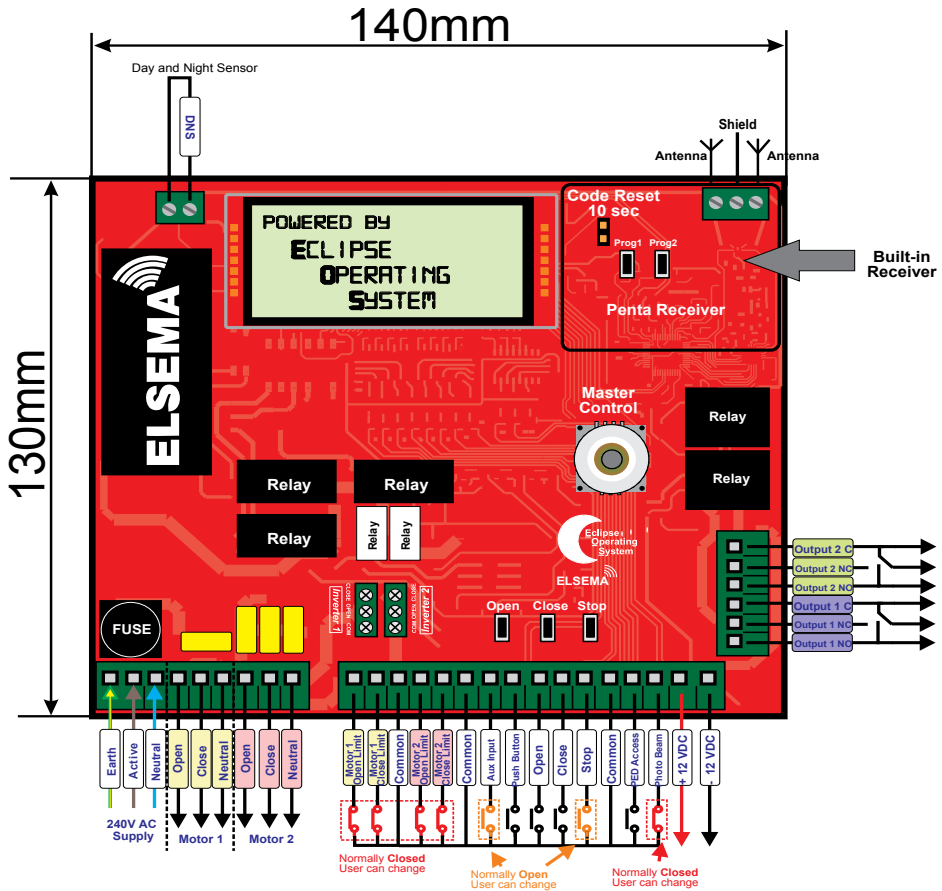 140mm
Day and Night Sensor
DNS
Shield
Antenna
Antenna
130mm
POWERED BY
ECLIPSE
OPERATING
SYSTEM
Code Reset
10 sec
Prog1
Prog2
Penta Receiver
Built-in
Receiver
ELSEMA
Master
Control
Relay
Relay
Relay
Relay
Relay
Relay
Relay
Eclipse
Operating
System
ELSEMA
CLOSE OPEN COM
Inverter 1
COM OPEN CLOSE
Inverter 2
Open
Close
Stop
FUSE
Output 2 C
Output 2 NC
Output 2 NO
Output 1 C
Output 1 NC
Output 1 NO
Earth
Active
Neutral
Open
Close
Neutral
Open
Close
Neutral
240V AC
Supply
Motor 1
Motor 2
Motor 1
Open Limit
Motor 1
Close Limit
Common
Motor 2
Open Limit
Motor 2
Close Limit
Common
Aux Input
Push Button
Open
Close
Stop
Common
PED Access
Photo Beam
+ 12 VDC
- 12 VDC
Normally Closed
User can change
Normally Open
User can change
Normally Closed
User can change